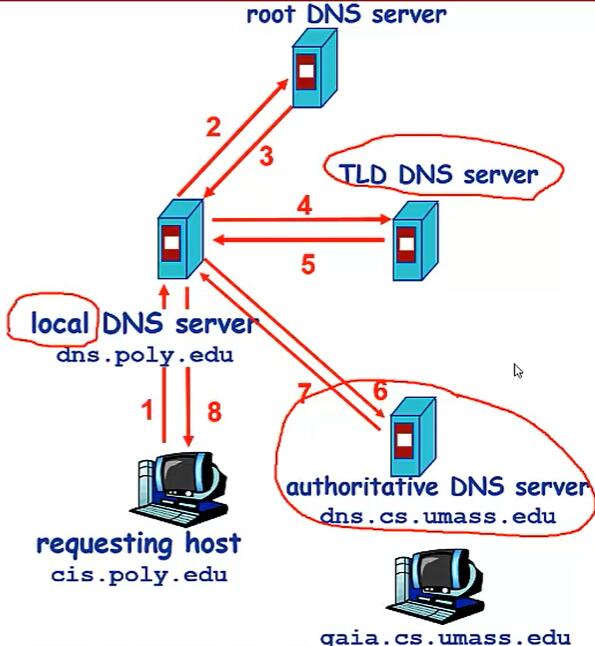 root DNS server
2
3
TLD DNS server
4
5
local DNS server
dns.poly.edu
1
8
7
6
authoritative DNS server
dns.cs.umass.edu
requesting host
cis.poly.edu
gaia.cs.umass.edu